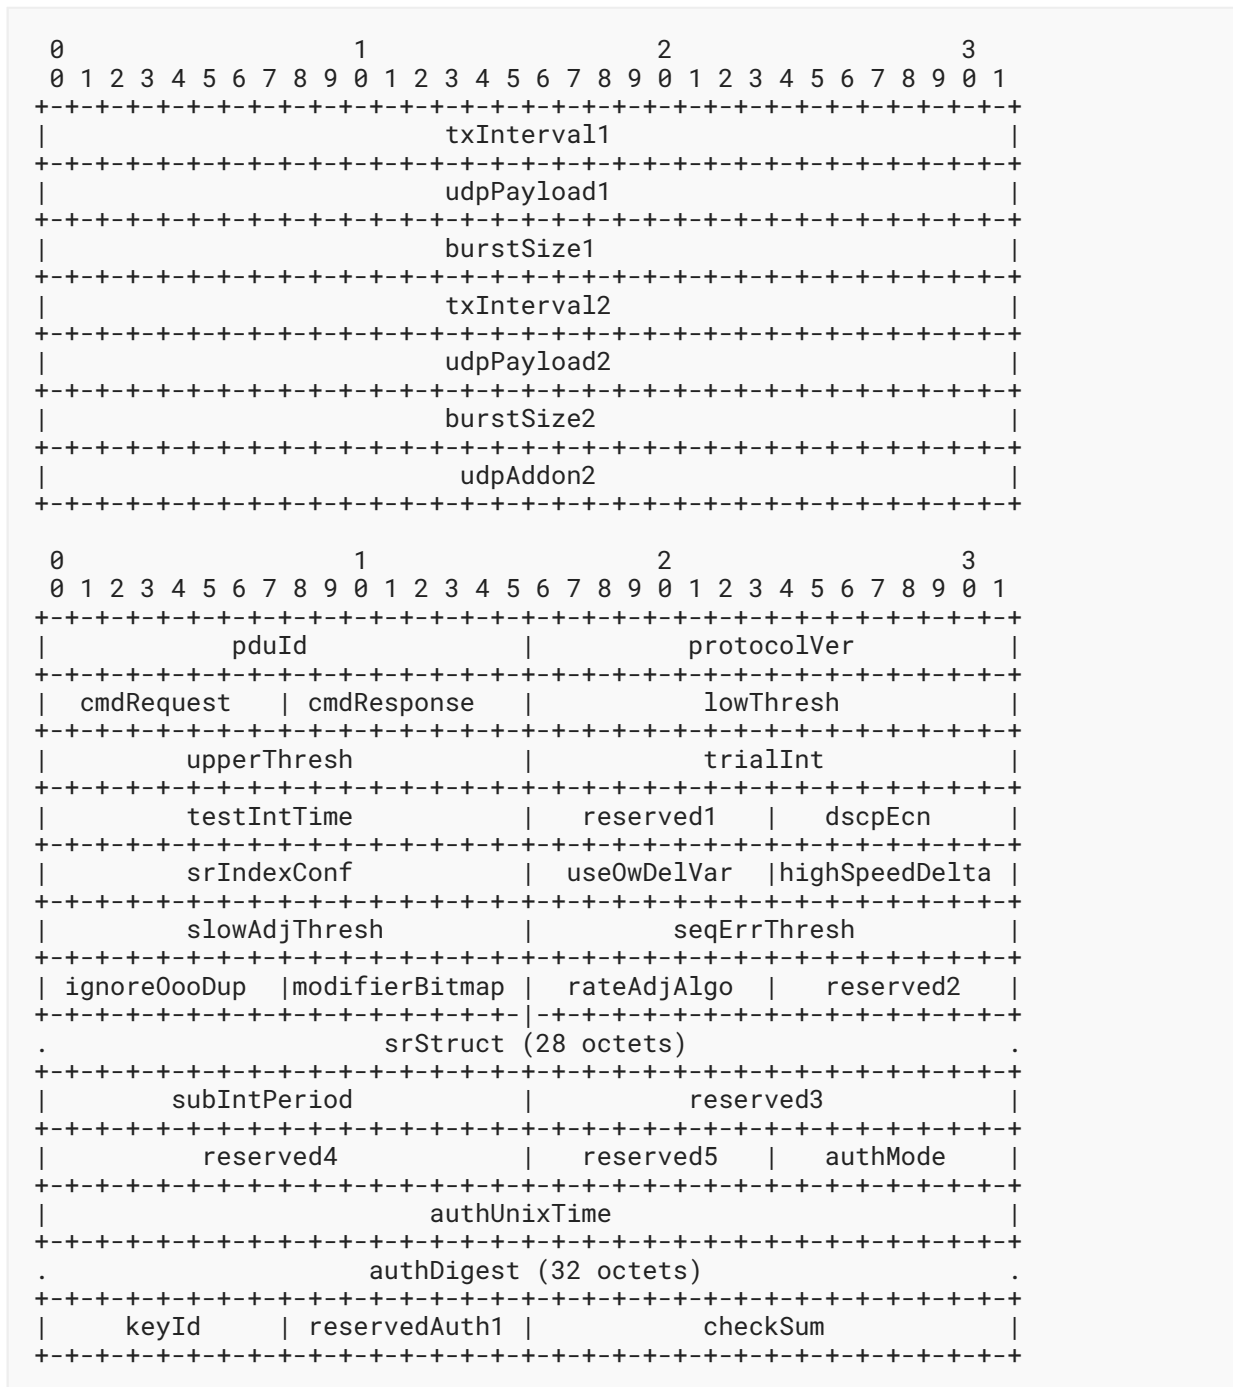 0                   1                   2                   3
 0 1 2 3 4 5 6 7 8 9 0 1 2 3 4 5 6 7 8 9 0 1 2 3 4 5 6 7 8 9 0 1
+-+-+-+-+-+-+-+-+-+-+-+-+-+-+-+-+-+-+-+-+-+-+-+-+-+-+-+-+-+-+-+-+
|                          txInterval1                          |
+-+-+-+-+-+-+-+-+-+-+-+-+-+-+-+-+-+-+-+-+-+-+-+-+-+-+-+-+-+-+-+-+
|                          udpPayload1                          |
+-+-+-+-+-+-+-+-+-+-+-+-+-+-+-+-+-+-+-+-+-+-+-+-+-+-+-+-+-+-+-+-+
|                          burstSize1                           |
+-+-+-+-+-+-+-+-+-+-+-+-+-+-+-+-+-+-+-+-+-+-+-+-+-+-+-+-+-+-+-+-+
|                          txInterval2                          |
+-+-+-+-+-+-+-+-+-+-+-+-+-+-+-+-+-+-+-+-+-+-+-+-+-+-+-+-+-+-+-+-+
|                          udpPayload2                          |
+-+-+-+-+-+-+-+-+-+-+-+-+-+-+-+-+-+-+-+-+-+-+-+-+-+-+-+-+-+-+-+-+
|                          burstSize2                           |
+-+-+-+-+-+-+-+-+-+-+-+-+-+-+-+-+-+-+-+-+-+-+-+-+-+-+-+-+-+-+-+-+
|                           udpAddon2                           |
+-+-+-+-+-+-+-+-+-+-+-+-+-+-+-+-+-+-+-+-+-+-+-+-+-+-+-+-+-+-+-+-+

 0                   1                   2                   3
 0 1 2 3 4 5 6 7 8 9 0 1 2 3 4 5 6 7 8 9 0 1 2 3 4 5 6 7 8 9 0 1
+-+-+-+-+-+-+-+-+-+-+-+-+-+-+-+-+-+-+-+-+-+-+-+-+-+-+-+-+-+-+-+-+
|            pduId              |          protocolVer          |
+-+-+-+-+-+-+-+-+-+-+-+-+-+-+-+-+-+-+-+-+-+-+-+-+-+-+-+-+-+-+-+-+
|  cmdRequest   | cmdResponse   |           lowThresh           |
+-+-+-+-+-+-+-+-+-+-+-+-+-+-+-+-+-+-+-+-+-+-+-+-+-+-+-+-+-+-+-+-+
|         upperThresh           |           trialInt            |
+-+-+-+-+-+-+-+-+-+-+-+-+-+-+-+-+-+-+-+-+-+-+-+-+-+-+-+-+-+-+-+-+
|         testIntTime           |   reserved1   |   dscpEcn     |
+-+-+-+-+-+-+-+-+-+-+-+-+-+-+-+-+-+-+-+-+-+-+-+-+-+-+-+-+-+-+-+-+
|         srIndexConf           |  useOwDelVar  |highSpeedDelta |
+-+-+-+-+-+-+-+-+-+-+-+-+-+-+-+-+-+-+-+-+-+-+-+-+-+-+-+-+-+-+-+-+
|         slowAdjThresh         |         seqErrThresh          |
+-+-+-+-+-+-+-+-+-+-+-+-+-+-+-+-+-+-+-+-+-+-+-+-+-+-+-+-+-+-+-+-+
| ignoreOooDup  |modifierBitmap |  rateAdjAlgo  |   reserved2   |
+-+-+-+-+-+-+-+-+-+-+-+-+-+-+-+-|-+-+-+-+-+-+-+-+-+-+-+-+-+-+-+-+
.                      srStruct (28 octets)                     .
+-+-+-+-+-+-+-+-+-+-+-+-+-+-+-+-+-+-+-+-+-+-+-+-+-+-+-+-+-+-+-+-+
|        subIntPeriod           |          reserved3            |
+-+-+-+-+-+-+-+-+-+-+-+-+-+-+-+-+-+-+-+-+-+-+-+-+-+-+-+-+-+-+-+-+
|          reserved4            |   reserved5   |   authMode    |
+-+-+-+-+-+-+-+-+-+-+-+-+-+-+-+-+-+-+-+-+-+-+-+-+-+-+-+-+-+-+-+-+
|                         authUnixTime                          |
+-+-+-+-+-+-+-+-+-+-+-+-+-+-+-+-+-+-+-+-+-+-+-+-+-+-+-+-+-+-+-+-+
.                     authDigest (32 octets)                    .
+-+-+-+-+-+-+-+-+-+-+-+-+-+-+-+-+-+-+-+-+-+-+-+-+-+-+-+-+-+-+-+-+
|     keyId     | reservedAuth1 |           checkSum            |
+-+-+-+-+-+-+-+-+-+-+-+-+-+-+-+-+-+-+-+-+-+-+-+-+-+-+-+-+-+-+-+-+